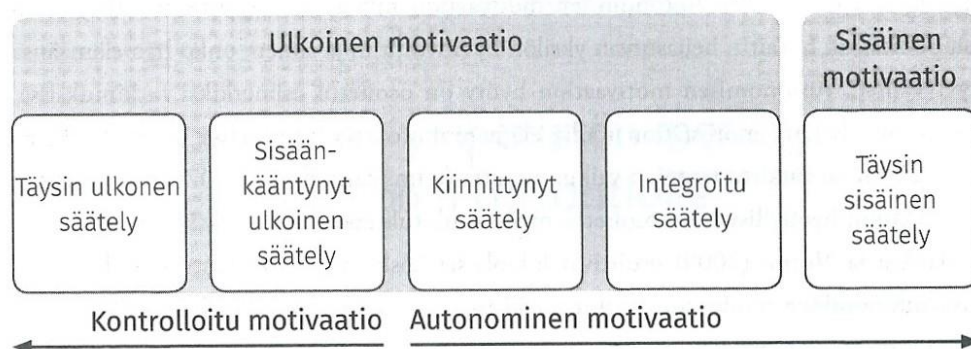 Ulkoinen motivaatio
Sisäinen
motivaatio
Täysin ulkonen
säätely
Sisään-
kääntynyt
ulkoinen
säätely
Kiinnittynyt
säätely
Integroitu
säätely
Täysin
sisäinen
säätely
Kontrolloitu motivaatio
Autonominen motivaatio